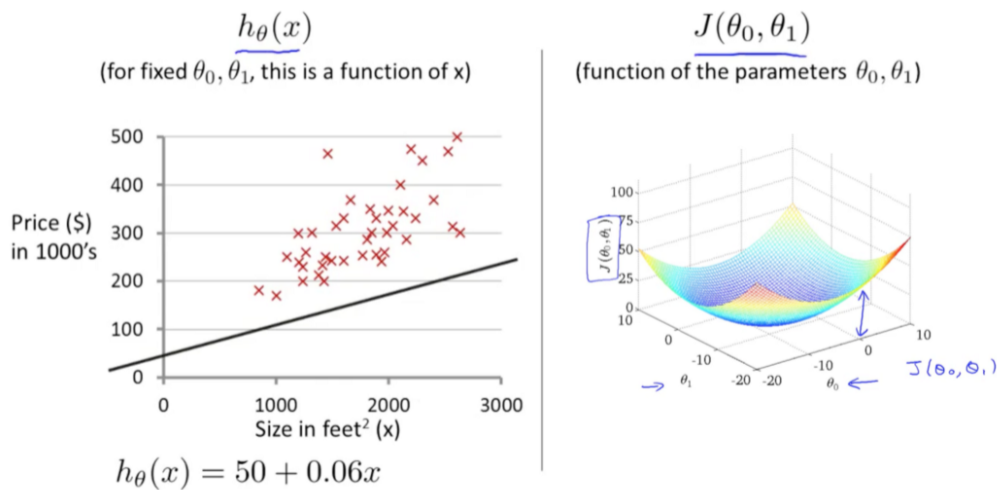 hθ(x)
(for fixed θ₀, θ₁, this is a function of x)
Price ($)
in 1000's
500
400
300
200
100
0
0 1000 2000 3000
Size in feet² (x)
hθ(x) = 50 + 0.06x
J(θ₀, θ₁)
(function of the parameters θ₀, θ₁)
J(θ₀,θ₁)
100
75
50
25
0
10
0
-10
-20
θ₁
-20
-10
0
10
θ₀
J(θ₀,θ₁)